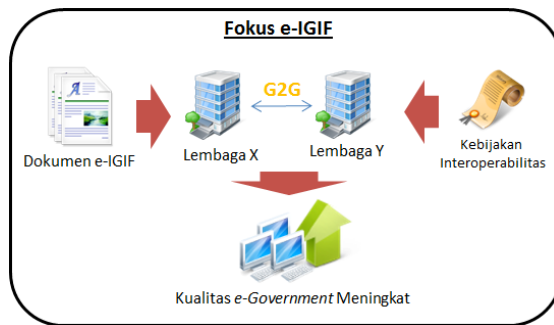 Fokus e-IGIF
G2G
Dokumen e-IGIF
Lembaga X
Lembaga Y
Kebijakan
Interoperabilitas
Kualitas e-Government Meningkat